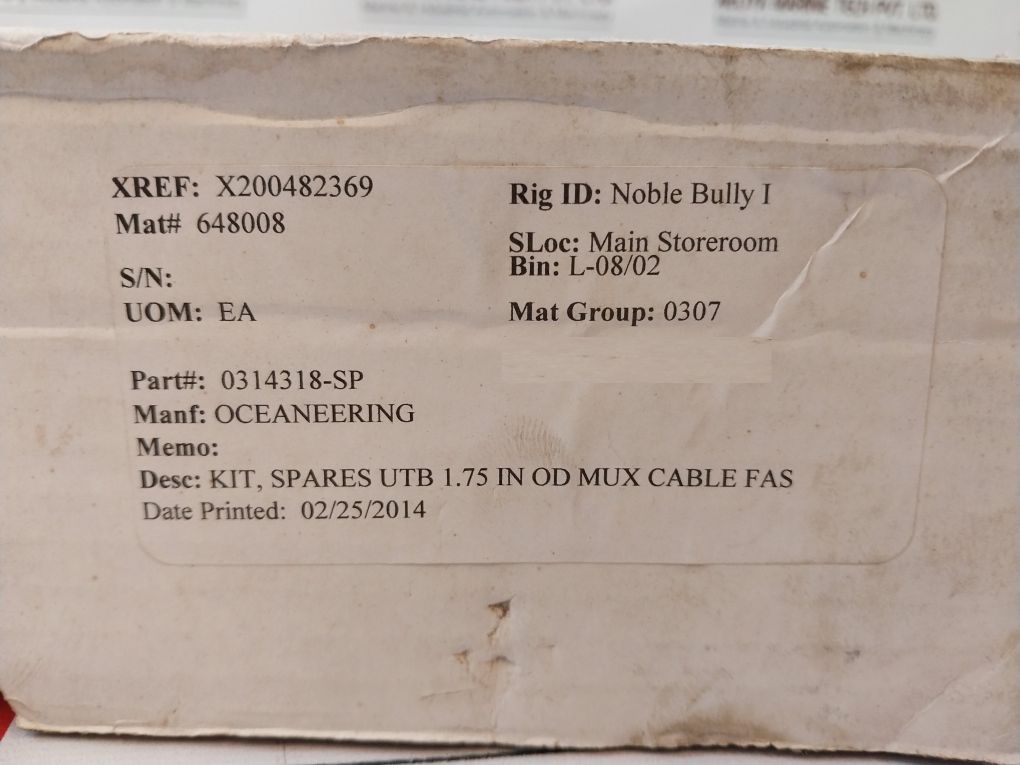 XREF: X200482369
Mat# 648008
S/N:
UOM: EA
Rig ID: Noble Bully I
SLoc: Main Storeroom
Bin: L-08/02
Mat Group: 0307
Part#: 0314318-SP
Manf: OCEANEERING
Memo:
Desc: KIT, SPARES UTB 1.75 IN OD MUX CABLE FAS
Date Printed: 02/25/2014